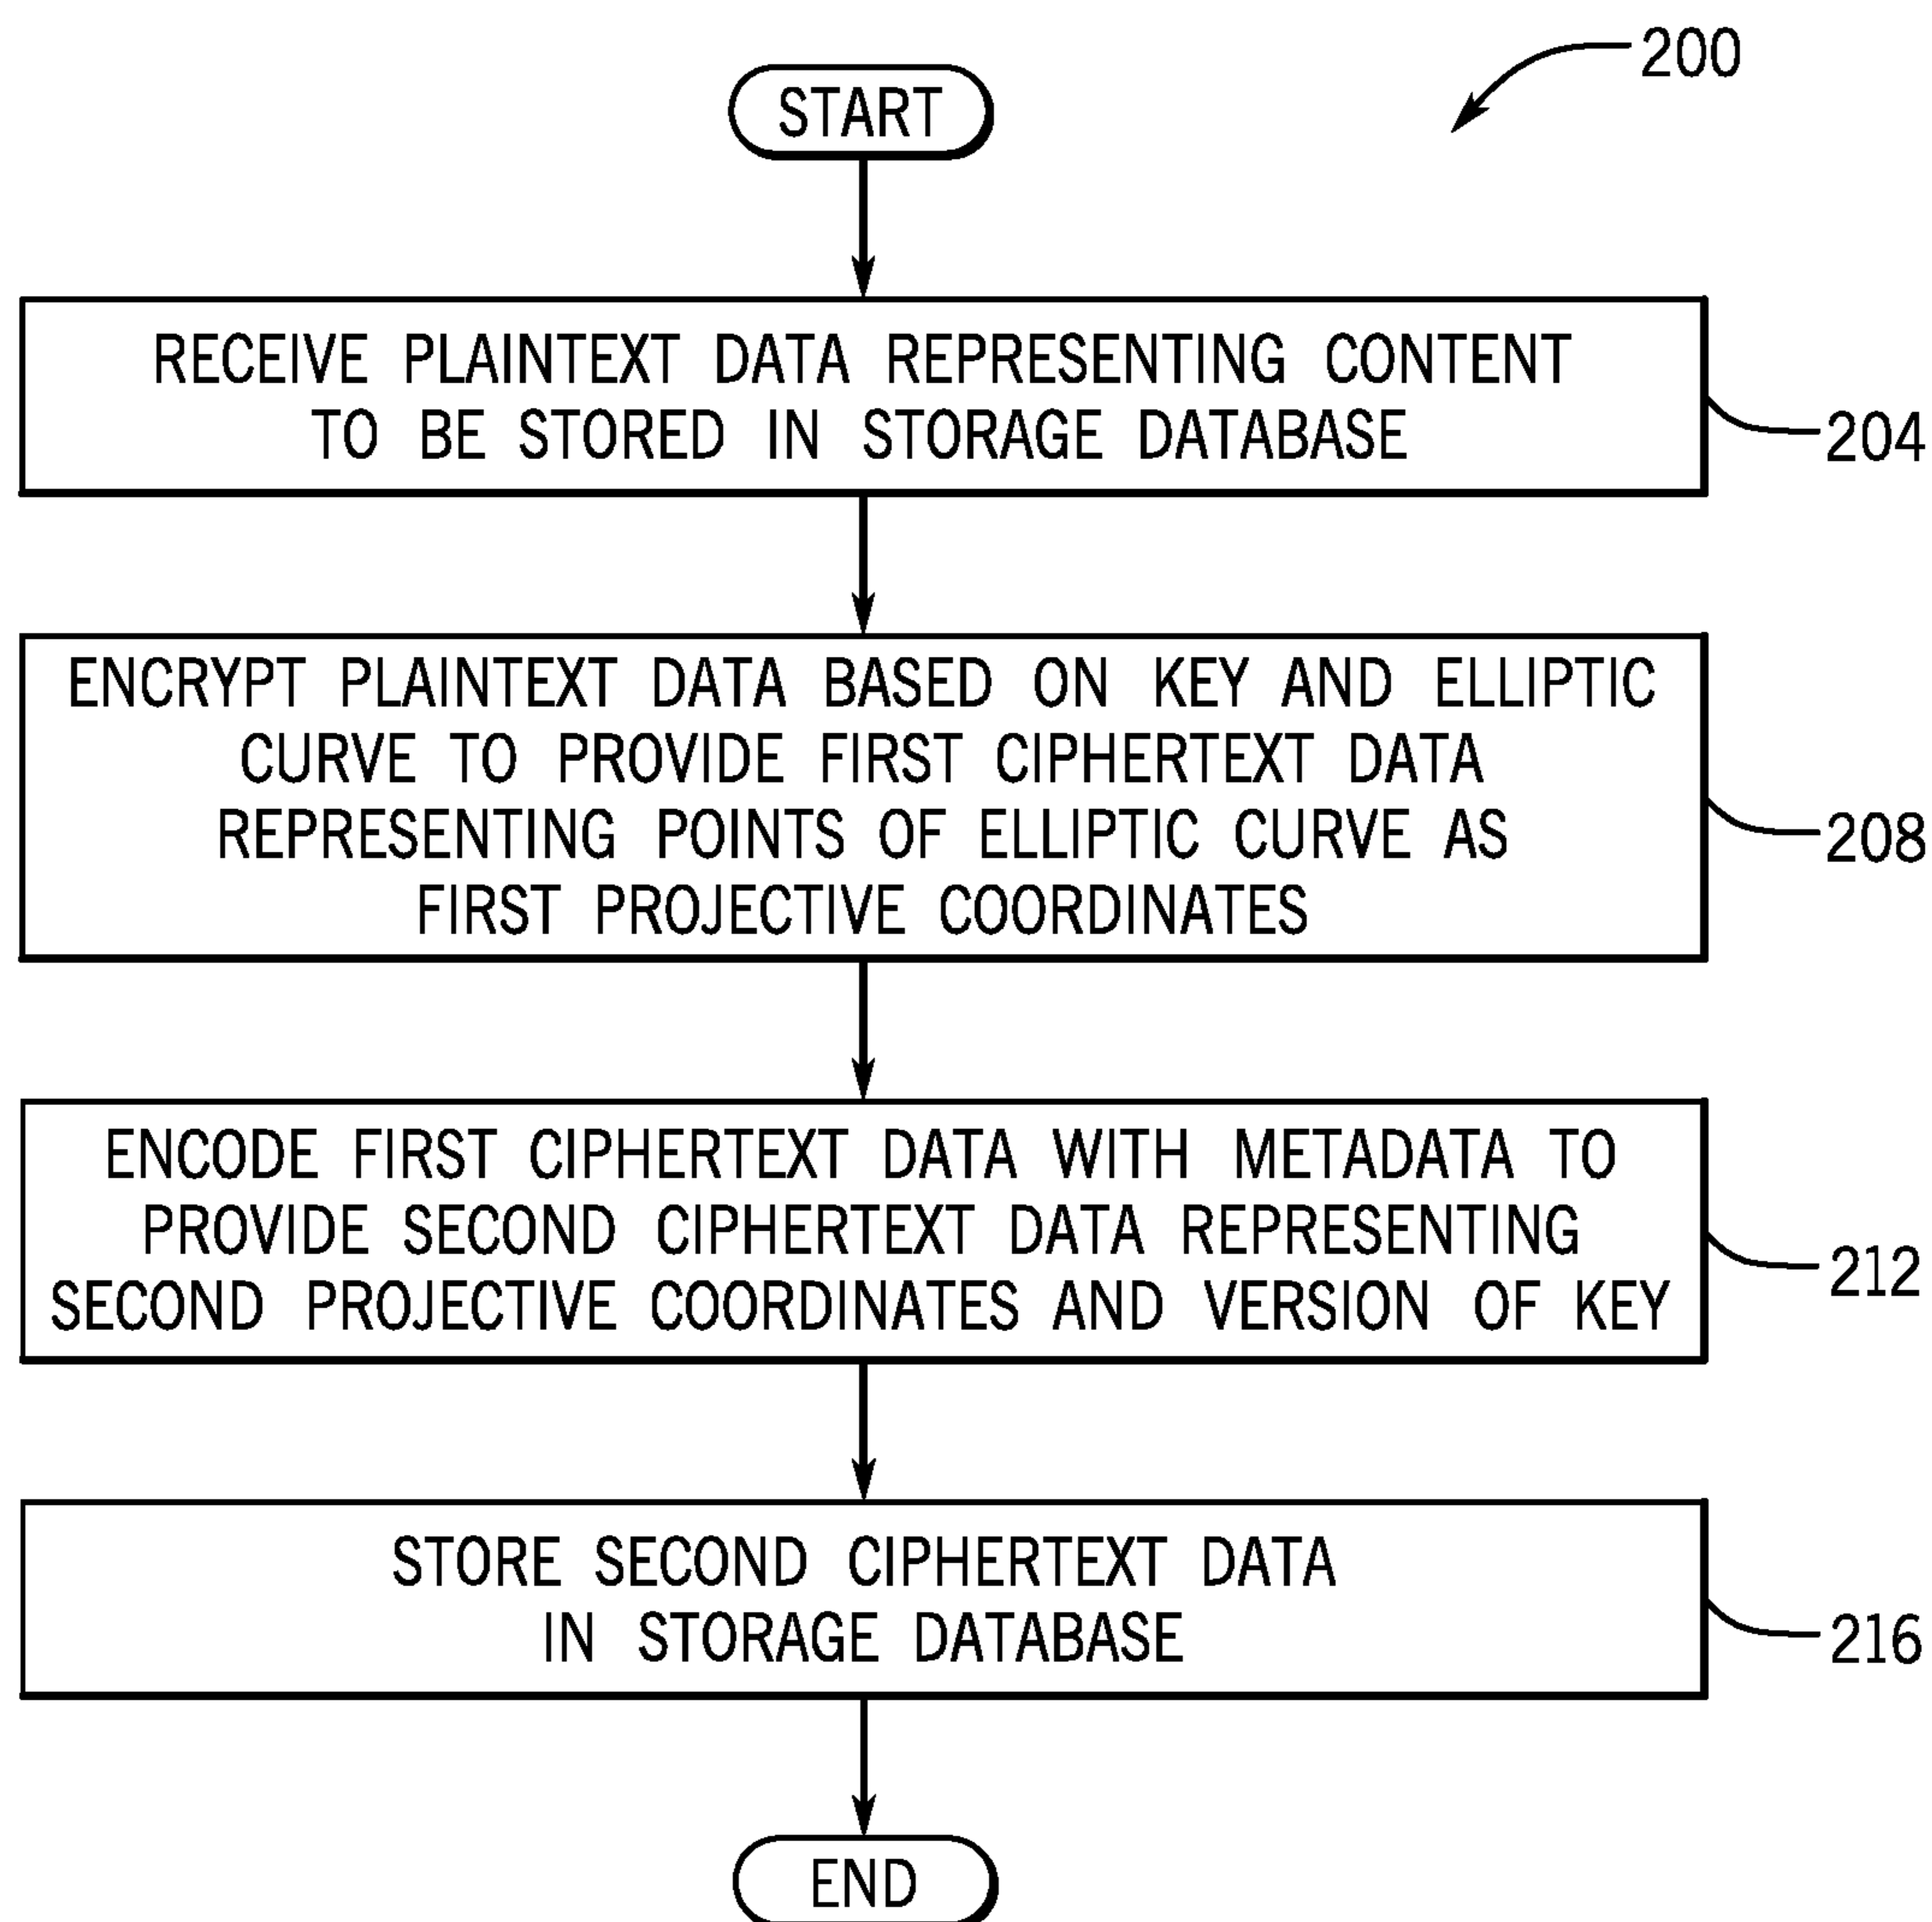 200
START
RECEIVE PLAINTEXT DATA REPRESENTING CONTENT
TO BE STORED IN STORAGE DATABASE
204
ENCRYPT PLAINTEXT DATA BASED ON KEY AND ELLIPTIC
CURVE TO PROVIDE FIRST CIPHERTEXT DATA
REPRESENTING POINTS OF ELLIPTIC CURVE AS
FIRST PROJECTIVE COORDINATES
208
ENCODE FIRST CIPHERTEXT DATA WITH METADATA TO
PROVIDE SECOND CIPHERTEXT DATA REPRESENTING
SECOND PROJECTIVE COORDINATES AND VERSION OF KEY
212
STORE SECOND CIPHERTEXT DATA
IN STORAGE DATABASE
216
END